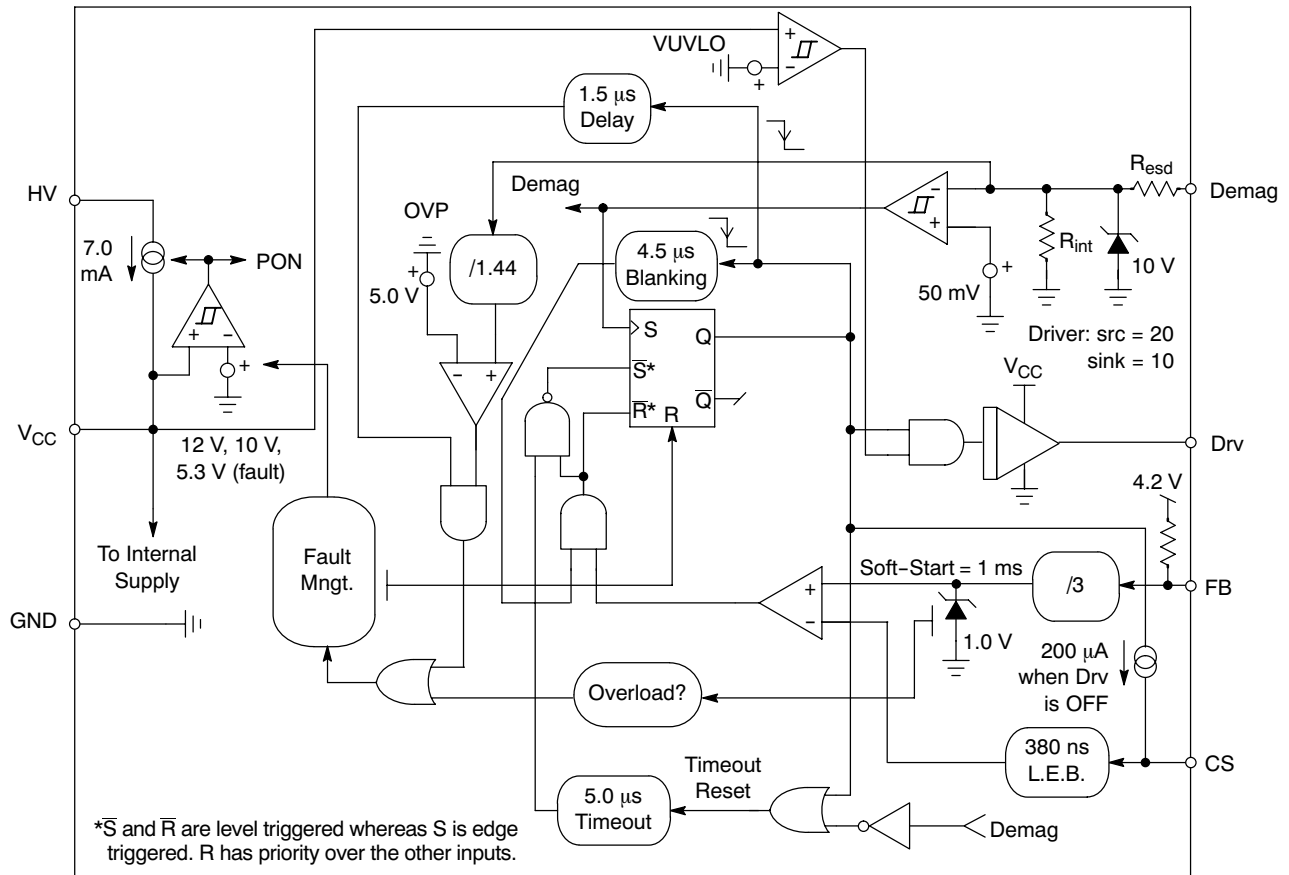 VUVLO
+
−
+
1.5 µs
Delay
Resd
Demag
HV
Demag
−
+
OVP
7.0
mA
PON
+
5.0 V
/1.44
4.5 µs
Blanking
+
50 mV
Rint
10 V
+ −
+
− +
S
Q
S*
Q
R*
R
Driver: src = 20
sink = 10
VCC
VCC
12 V, 10 V,
5.3 V (fault)
Drv
4.2 V
To Internal
Supply
Fault
Mngt.
Soft−Start = 1 ms
+
−
/3
FB
GND
1.0 V
200 µA
when Drv
is OFF
Overload?
380 ns
L.E.B.
CS
Timeout
Reset
5.0 µs
Timeout
Demag
*S̅ and R̅ are level triggered whereas S is edge
triggered. R has priority over the other inputs.